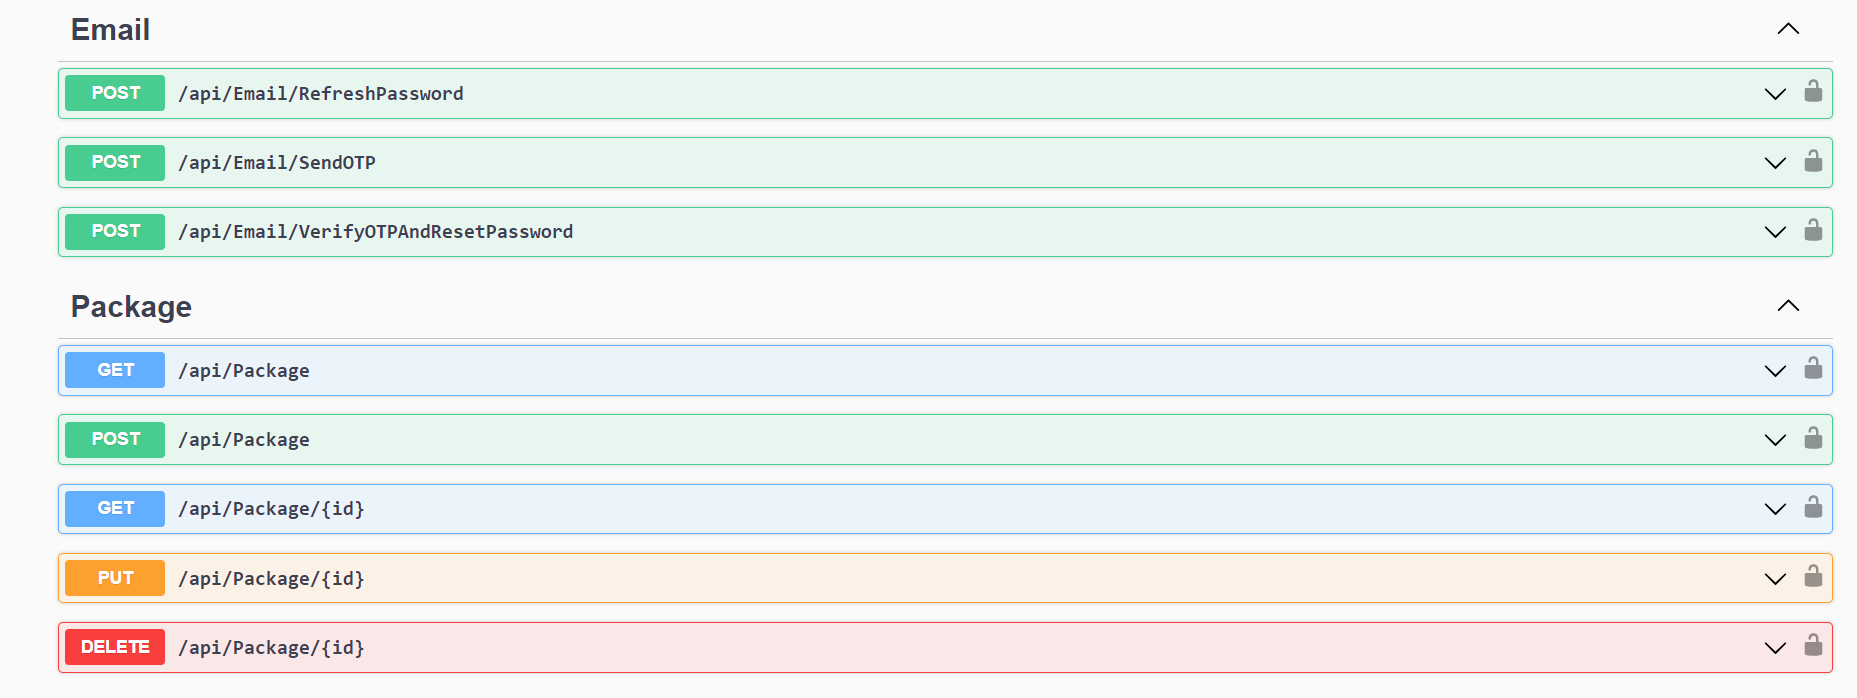 Email
POST /api/Email/RefreshPassword
POST /api/Email/SendOTP
POST /api/Email/VerifyOTPAndResetPassword
Package
GET /api/Package
POST /api/Package
GET /api/Package/{id}
PUT /api/Package/{id}
DELETE /api/Package/{id}